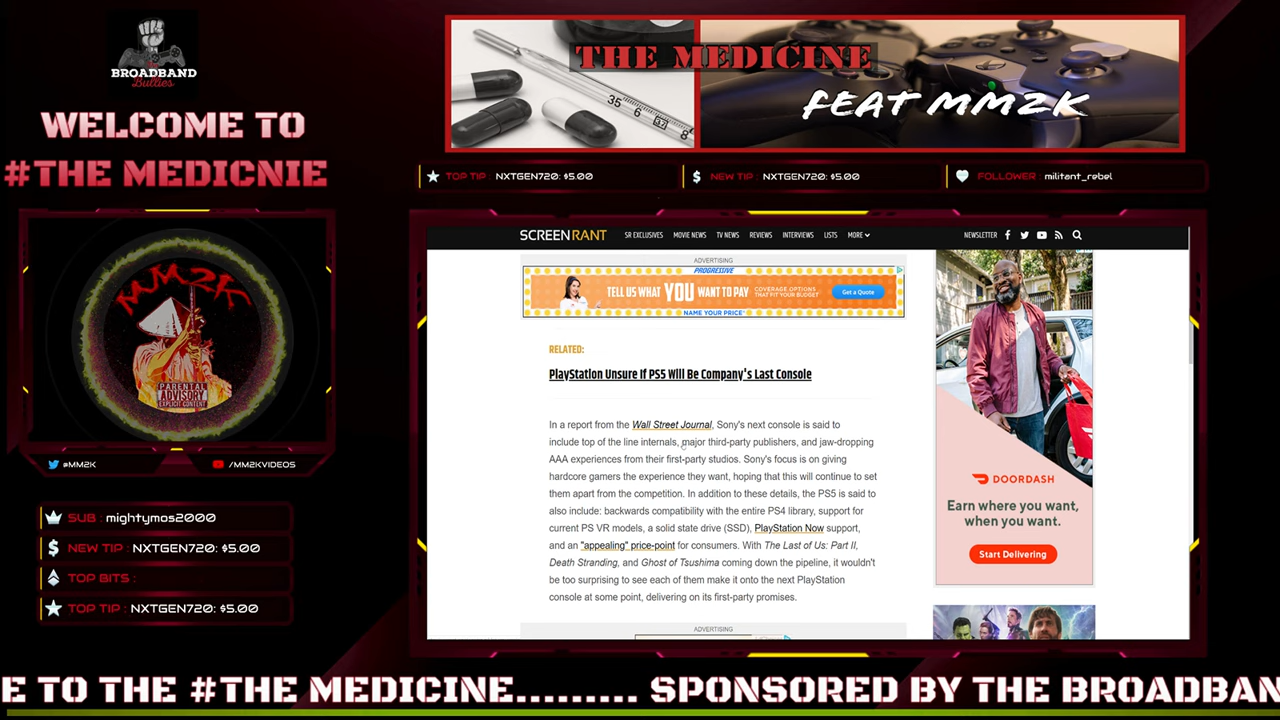 BROADBAND
Bullies
WELCOME TO
#THE MEDICNIE
THE MEDICINE
FEAT MM2K
35
6
8
TOP TIP : NXTGEN720: $5.00
NEW TIP : NXTGEN720: $5.00
FOLLOWER : militant_rebel
MM2K
PARENTAL
ADVISORY
EXPLICIT CONTENT
@MM2K
/MM2KVIDEOS
SUB : mightymos2000
NEW TIP : NXTGEN720: $5.00
TOP BITS :
TOP TIP : NXTGEN720: $5.00
SCREENRANT
SR EXCLUSIVES MOVIE NEWS TV NEWS REVIEWS INTERVIEWS LISTS MORE
NEWSLETTER
ADVERTISING
PROGRESSIVE
TELL US WHAT YOU WANT TO PAY
COVERAGE OPTIONS
THAT FIT YOUR BUDGET
Get a Quote
NAME YOUR PRICE®
RELATED:
PlayStation Unsure If PS5 Will Be Company's Last Console
In a report from the Wall Street Journal, Sony's next console is said to
include top of the line internals, major third-party publishers, and jaw-dropping
AAA experiences from their first-party studios. Sony's focus is on giving
hardcore gamers the experience they want, hoping that this will continue to set
them apart from the competition. In addition to these details, the PS5 is said to
also include: backwards compatibility with the entire PS4 library, support for
current PS VR models, a solid state drive (SSD), PlayStation Now support,
and an "appealing" price-point for consumers. With The Last of Us: Part II,
Death Stranding, and Ghost of Tsushima coming down the pipeline, it wouldn't
be too surprising to see each of them make it onto the next PlayStation
console at some point, delivering on its first-party promises.
ADVERTISING
DOORDASH
Earn where you want,
when you want.
Start Delivering
E TO THE #THE MEDICINE......... SPONSORED BY THE BROADBAN